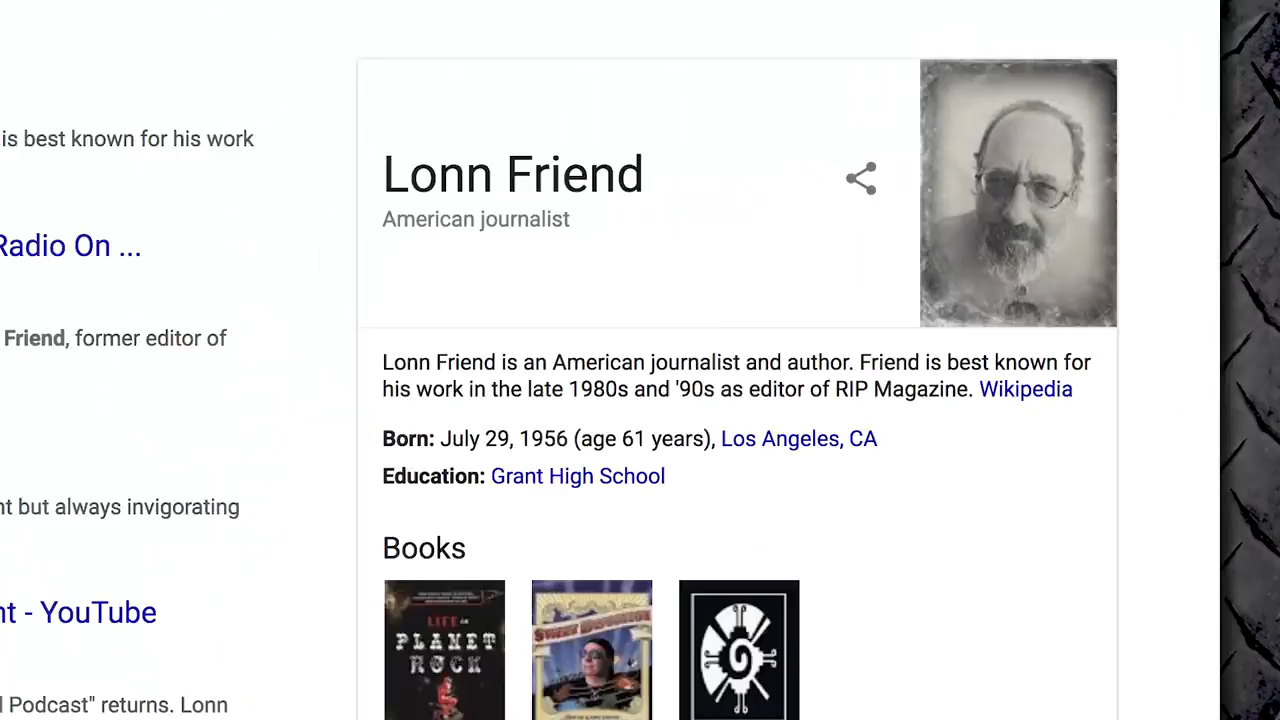 is best known for his work
Radio On ...
Friend, former editor of
nt but always invigorating
nt - YouTube
l Podcast" returns. Lonn
Lonn Friend
American journalist
Lonn Friend is an American journalist and author. Friend is best known for
his work in the late 1980s and '90s as editor of RIP Magazine. Wikipedia
Born: July 29, 1956 (age 61 years), Los Angeles, CA
Education: Grant High School
Books
LIFE on
PLANET
ROCK